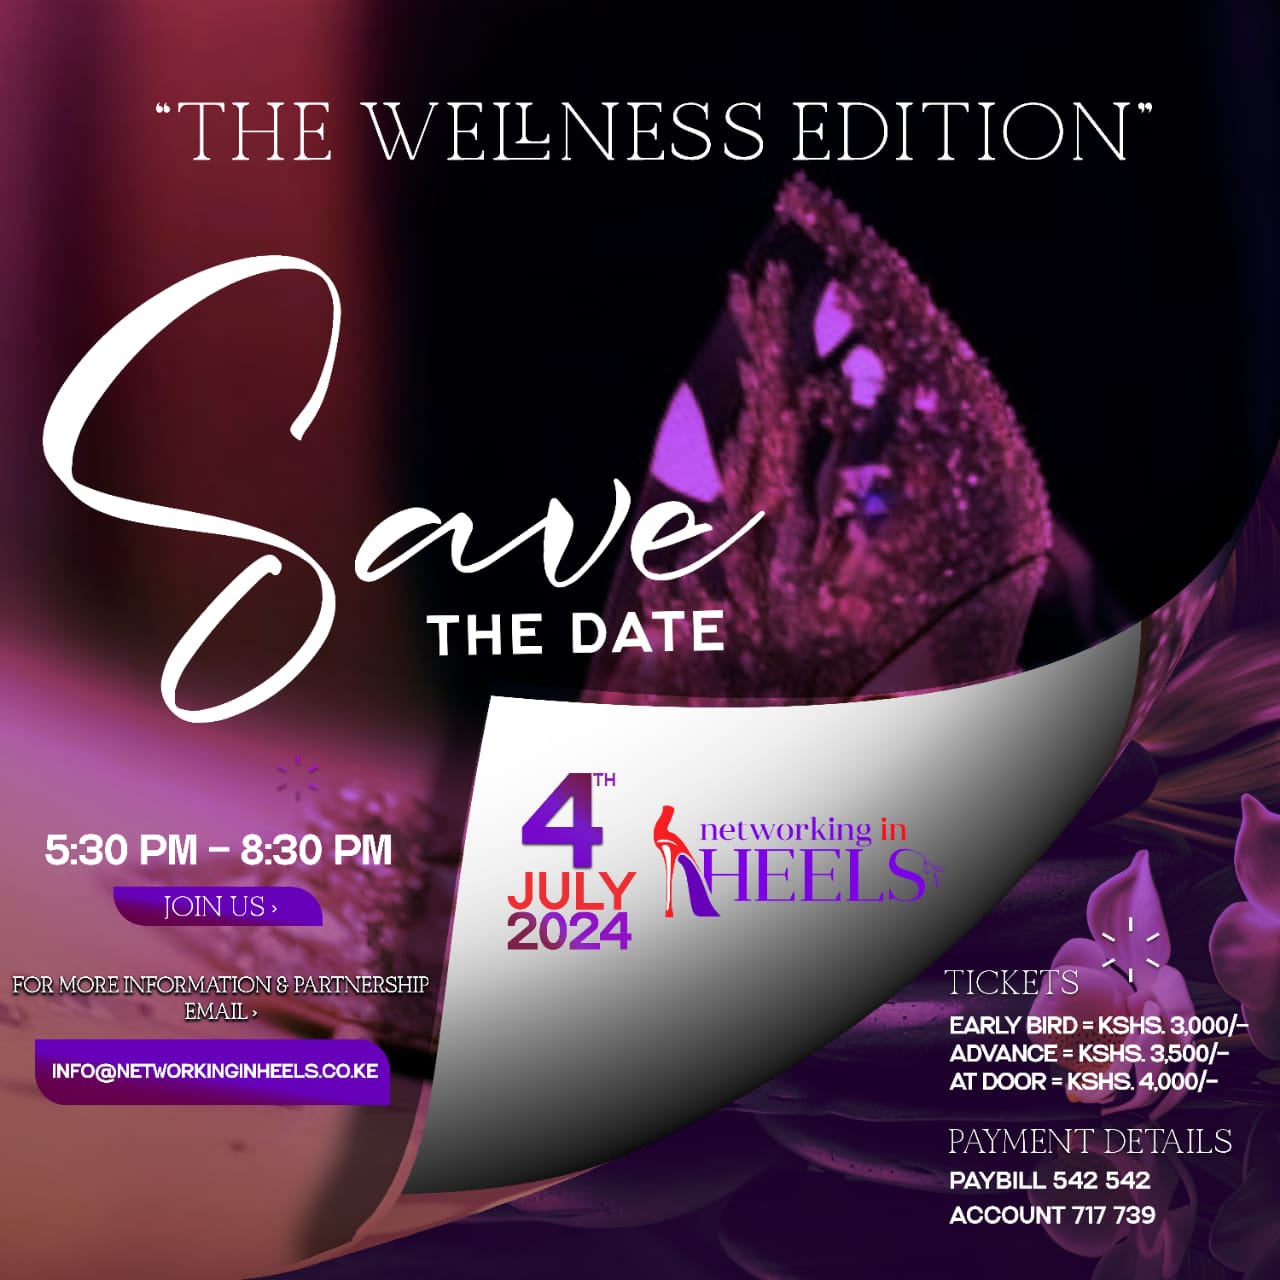 “THE WELLNESS EDITION”
Save
THE DATE
4TH
JULY
2024
networking in
HEELS
5:30 PM – 8:30 PM
JOIN US ›
FOR MORE INFORMATION & PARTNERSHIP
EMAIL ›
INFO@NETWORKINGINHEELS.CO.KE
TICKETS
EARLY BIRD = KSHS. 3,000/–
ADVANCE = KSHS. 3,500/–
AT DOOR = KSHS. 4,000/–
PAYMENT DETAILS
PAYBILL 542 542
ACCOUNT 717 739